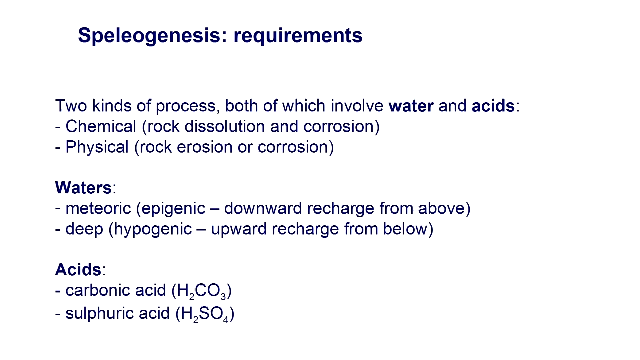 Speleogenesis: requirements
Two kinds of process, both of which involve water and acids:
- Chemical (rock dissolution and corrosion)
- Physical (rock erosion or corrosion)
Waters:
- meteoric (epigenic – downward recharge from above)
- deep (hypogenic – upward recharge from below)
Acids:
- carbonic acid (H₂CO₃)
- sulphuric acid (H₂SO₄)